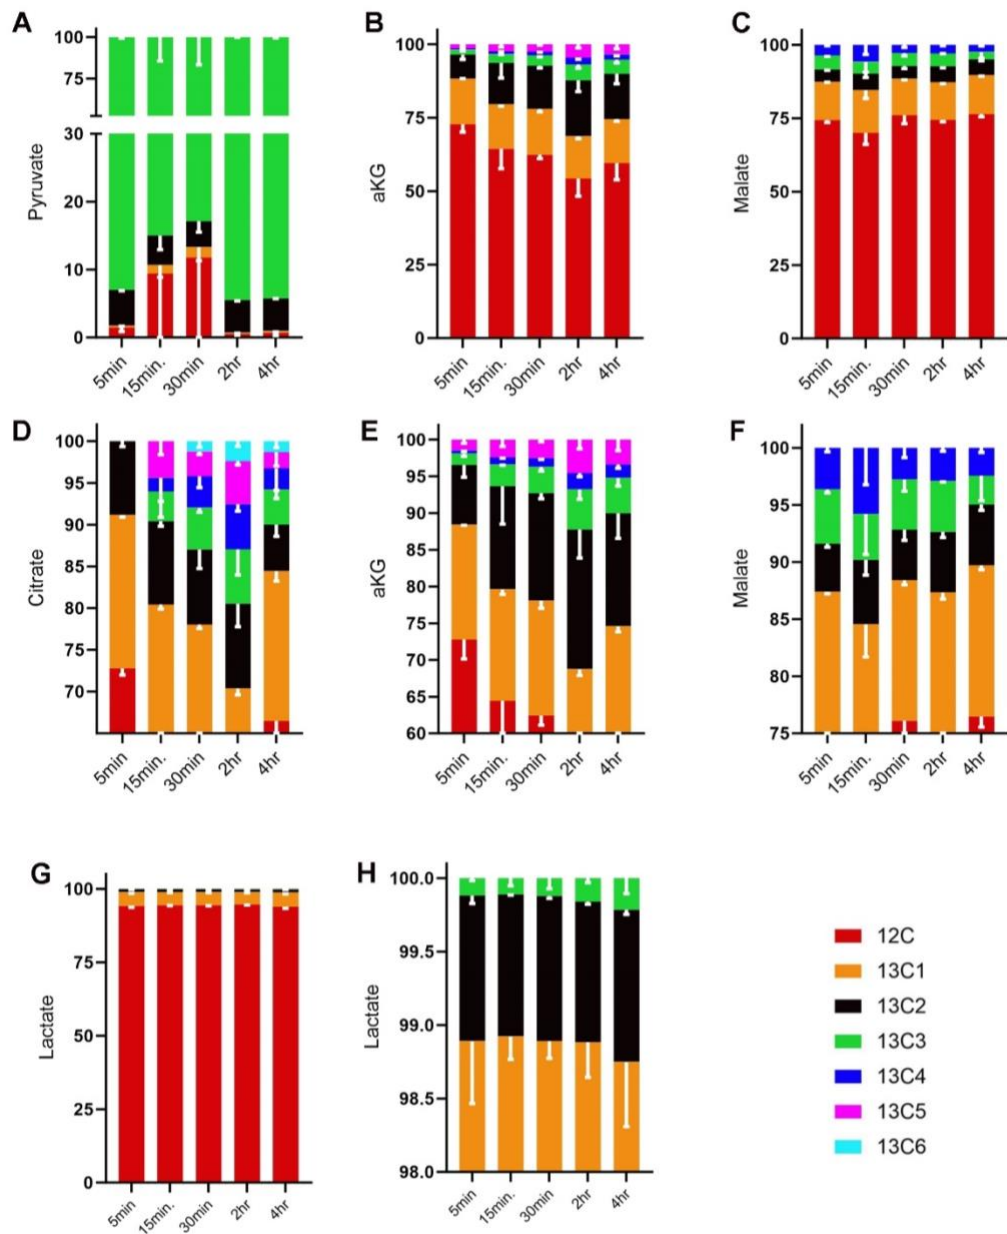 A
Pyruvate
100
75
30
20
10
0
5min
15min.
30min
2hr
4hr
B
aKG
100
75
50
25
0
5min
15min.
30min
2hr
4hr
C
Malate
100
75
50
25
0
5min
15min.
30min
2hr
4hr
D
Citrate
100
95
90
85
80
75
70
5min
15min.
30min
2hr
4hr
E
aKG
100
95
90
85
80
75
70
65
60
5min
15min.
30min
2hr
4hr
F
Malate
100
95
90
85
80
75
5min
15min.
30min
2hr
4hr
G
Lactate
100
75
50
25
0
5min
15min.
30min
2hr
4hr
H
Lactate
100.0
99.5
99.0
98.5
98.0
5min
15min.
30min
2hr
4hr
12C
13C1
13C2
13C3
13C4
13C5
13C6